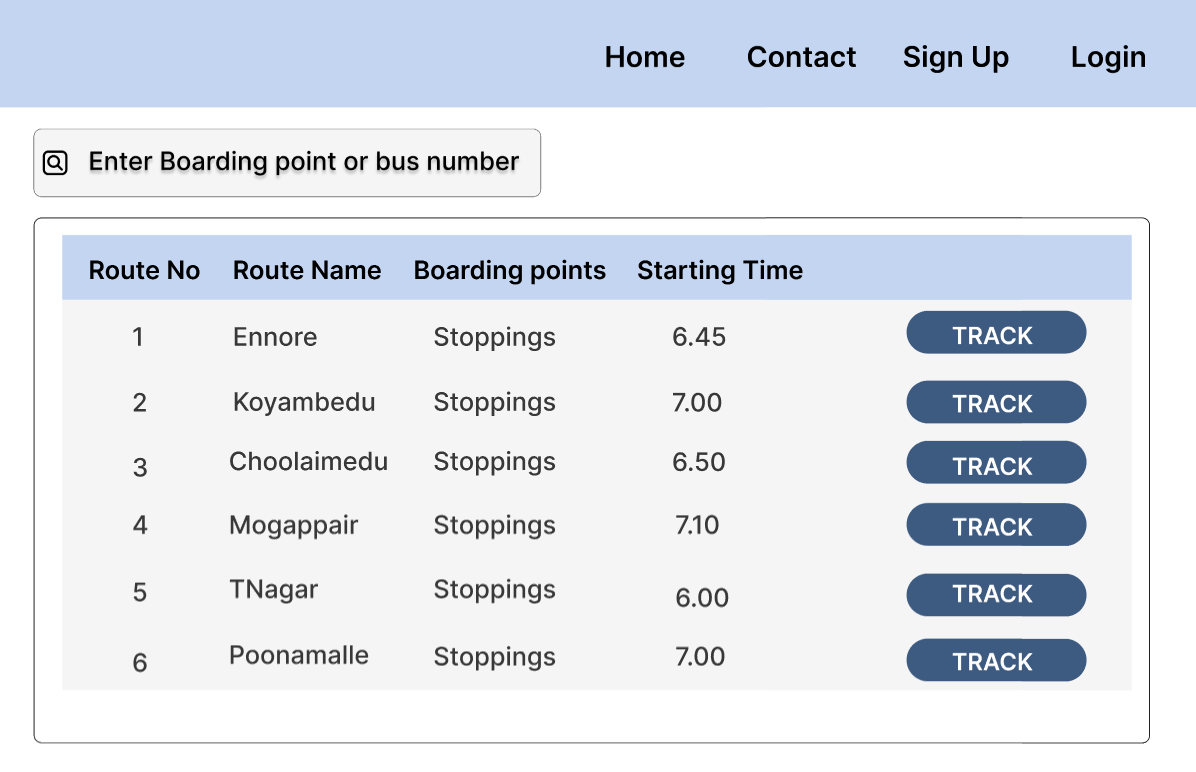 Home Contact Sign Up Login
Enter Boarding point or bus number
Route No Route Name Boarding points Starting Time
1 Ennore Stoppings 6.45 TRACK
2 Koyambedu Stoppings 7.00 TRACK
3 Choolaimedu Stoppings 6.50 TRACK
4 Mogappair Stoppings 7.10 TRACK
5 TNagar Stoppings 6.00 TRACK
6 Poonamalle Stoppings 7.00 TRACK